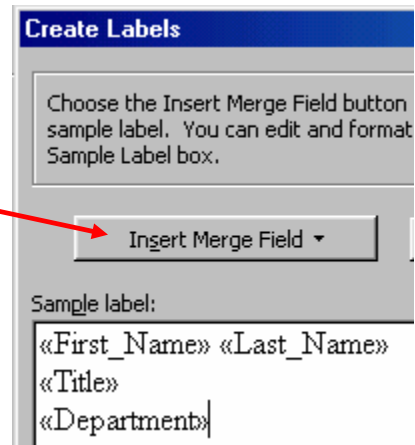 Create Labels
Choose the Insert Merge Field button
sample label.  You can edit and format
Sample Label box.
Insert Merge Field
Sample label:
«First_Name» «Last_Name»
«Title»
«Department»